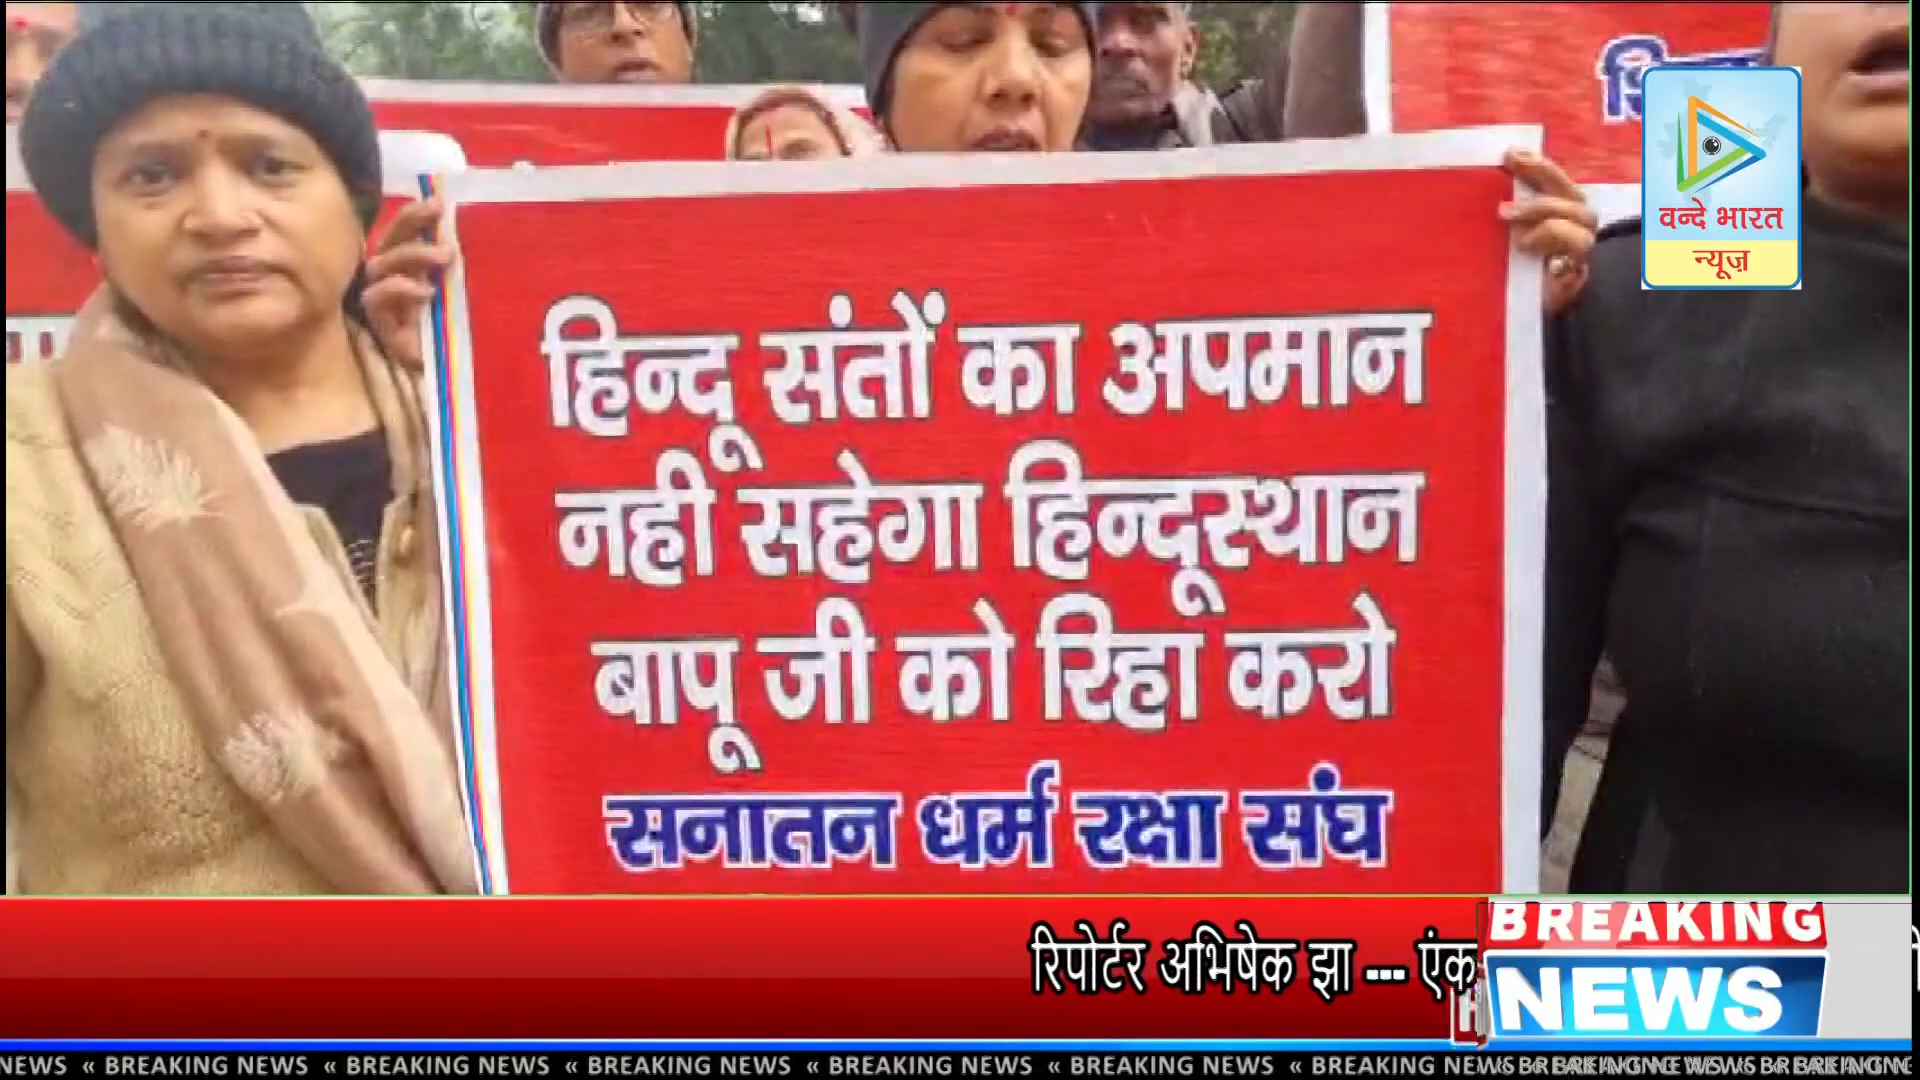 वन्दे भारत
न्यूज़
हिन्दू संतों का अपमान
नही सहेगा हिन्दूस्थान
बापू जी को रिहा करो
सनातन धर्म रक्षा संघ
रिपोर्टर अभिषेक झा --- एंक
BREAKING
NEWS
NEWS « BREAKING NEWS « BREAKING NEWS « BREAKING NEWS « BREAKING NEWS « BREAKING NEWS « BREAKING NEWS